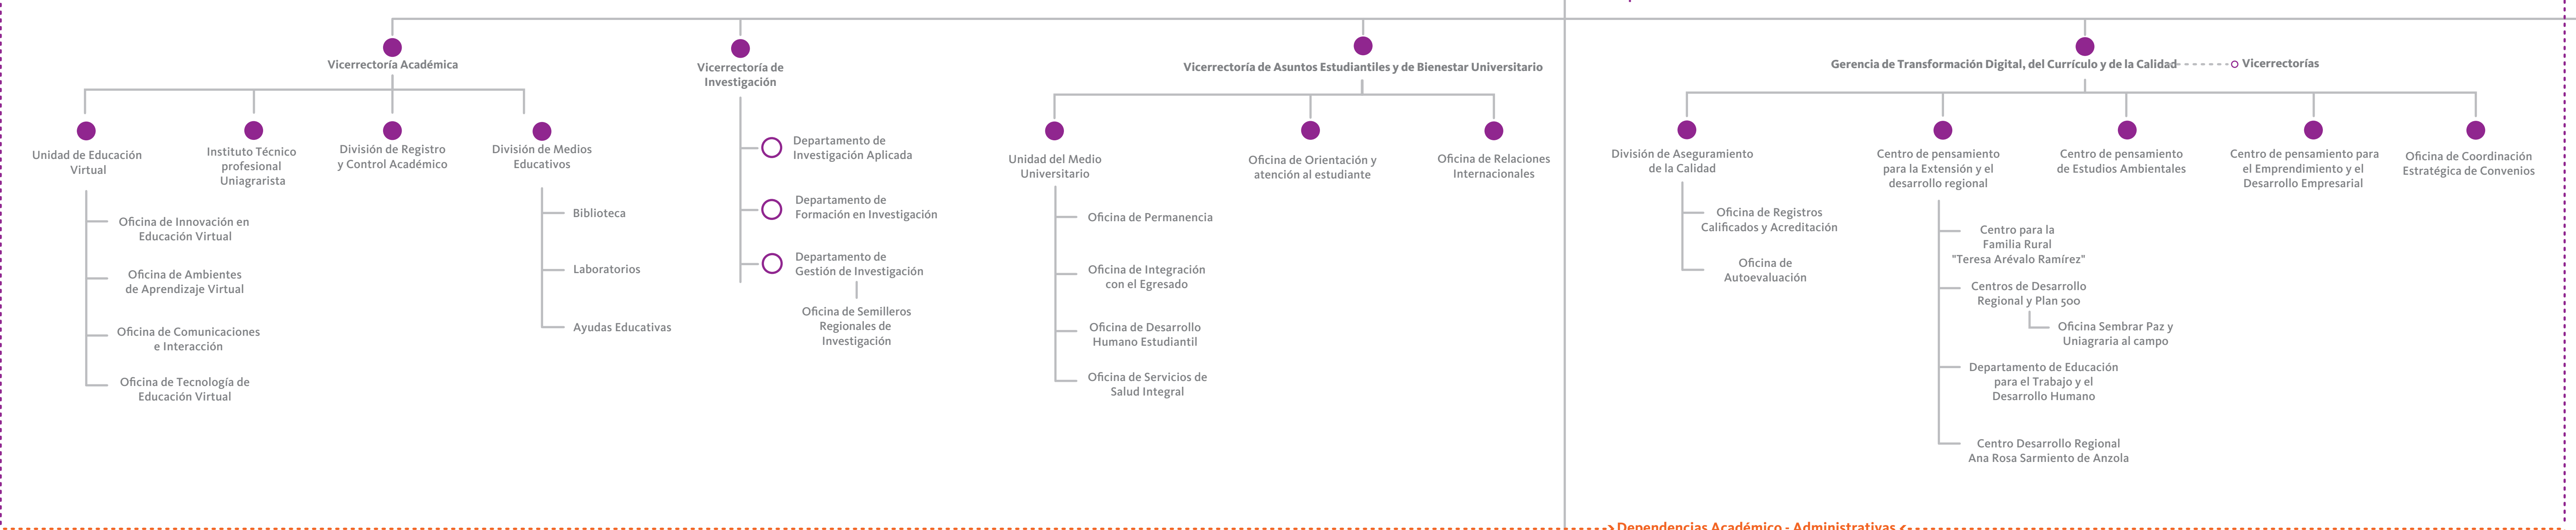 Vicerrectoría Académica
Unidad de Educación
Virtual
Oficina de Innovación en
Educación Virtual
Oficina de Ambientes
de Aprendizaje Virtual
Oficina de Comunicaciones
e Interacción
Oficina de Tecnología de
Educación Virtual
Instituto Técnico
profesional
Uniagrarista
División de Registro
y Control Académico
División de Medios
Educativos
Biblioteca
Laboratorios
Ayudas Educativas
Vicerrectoría de
Investigación
Departamento de
Investigación Aplicada
Departamento de
Formación en Investigación
Departamento de
Gestión de Investigación
Oficina de Semilleros
Regionales de
Investigación
Vicerrectoría de Asuntos Estudiantiles y de Bienestar Universitario
Unidad del Medio
Universitario
Oficina de Permanencia
Oficina de Integración
con el Egresado
Oficina de Desarrollo
Humano Estudiantil
Oficina de Servicios de
Salud Integral
Oficina de Orientación y
atención al estudiante
Oficina de Relaciones
Internacionales
Gerencia de Transformación Digital, del Currículo y de la Calidad
Vicerrectorías
División de Aseguramiento
de la Calidad
Oficina de Registros
Calificados y Acreditación
Oficina de
Autoevaluación
Centro de pensamiento
para la Extensión y el
desarrollo regional
Centro para la
Familia Rural
"Teresa Arévalo Ramírez"
Centros de Desarrollo
Regional y Plan 500
Oficina Sembrar Paz y
Uniagraria al campo
Departamento de Educación
para el Trabajo y el
Desarrollo Humano
Centro Desarrollo Regional
Ana Rosa Sarmiento de Anzola
Centro de pensamiento
de Estudios Ambientales
Centro de pensamiento para
el Emprendimiento y el
Desarrollo Empresarial
Oficina de Coordinación
Estratégica de Convenios
Dependencias Académico - Administrativas